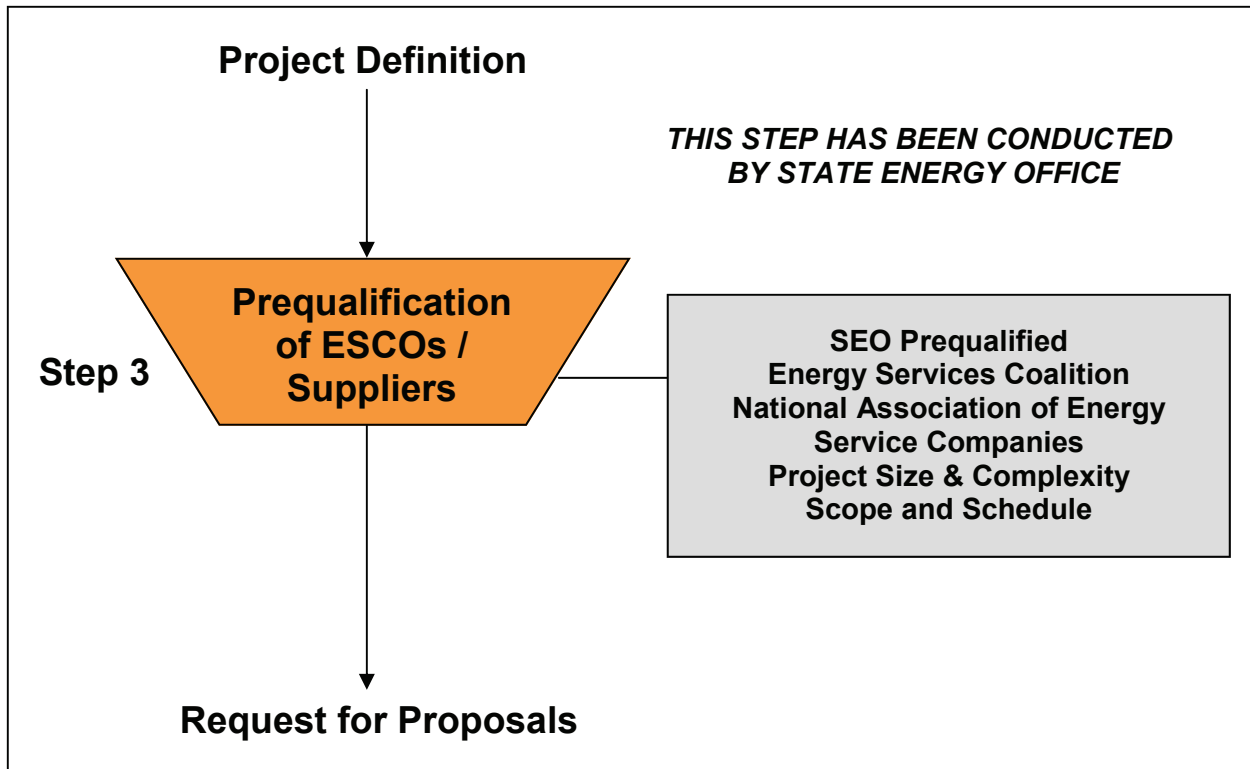 Project Definition
THIS STEP HAS BEEN CONDUCTED
BY STATE ENERGY OFFICE
Step 3
Prequalification
of ESCOs /
Suppliers
SEO Prequalified
Energy Services Coalition
National Association of Energy
Service Companies
Project Size & Complexity
Scope and Schedule
Request for Proposals